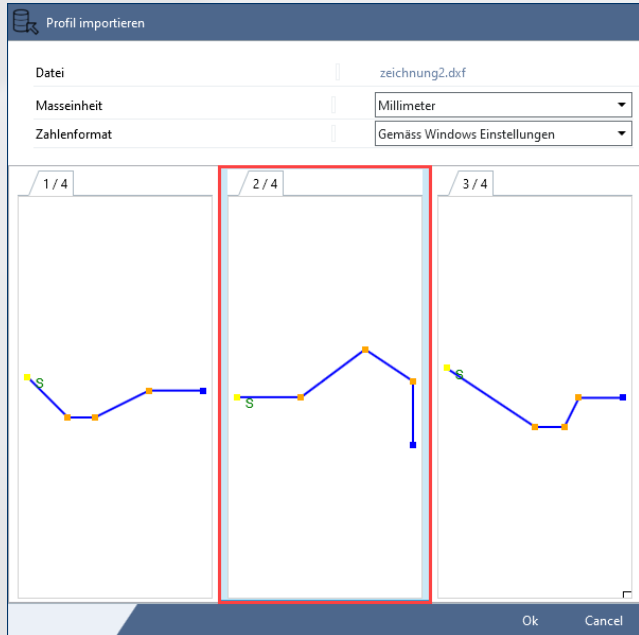 Profil importieren
Datei zeichnung2.dxf
Masseinheit Millimeter
Zahlenformat Gemäss Windows Einstellungen
1 / 4 2 / 4 3 / 4
S S S
Ok Cancel